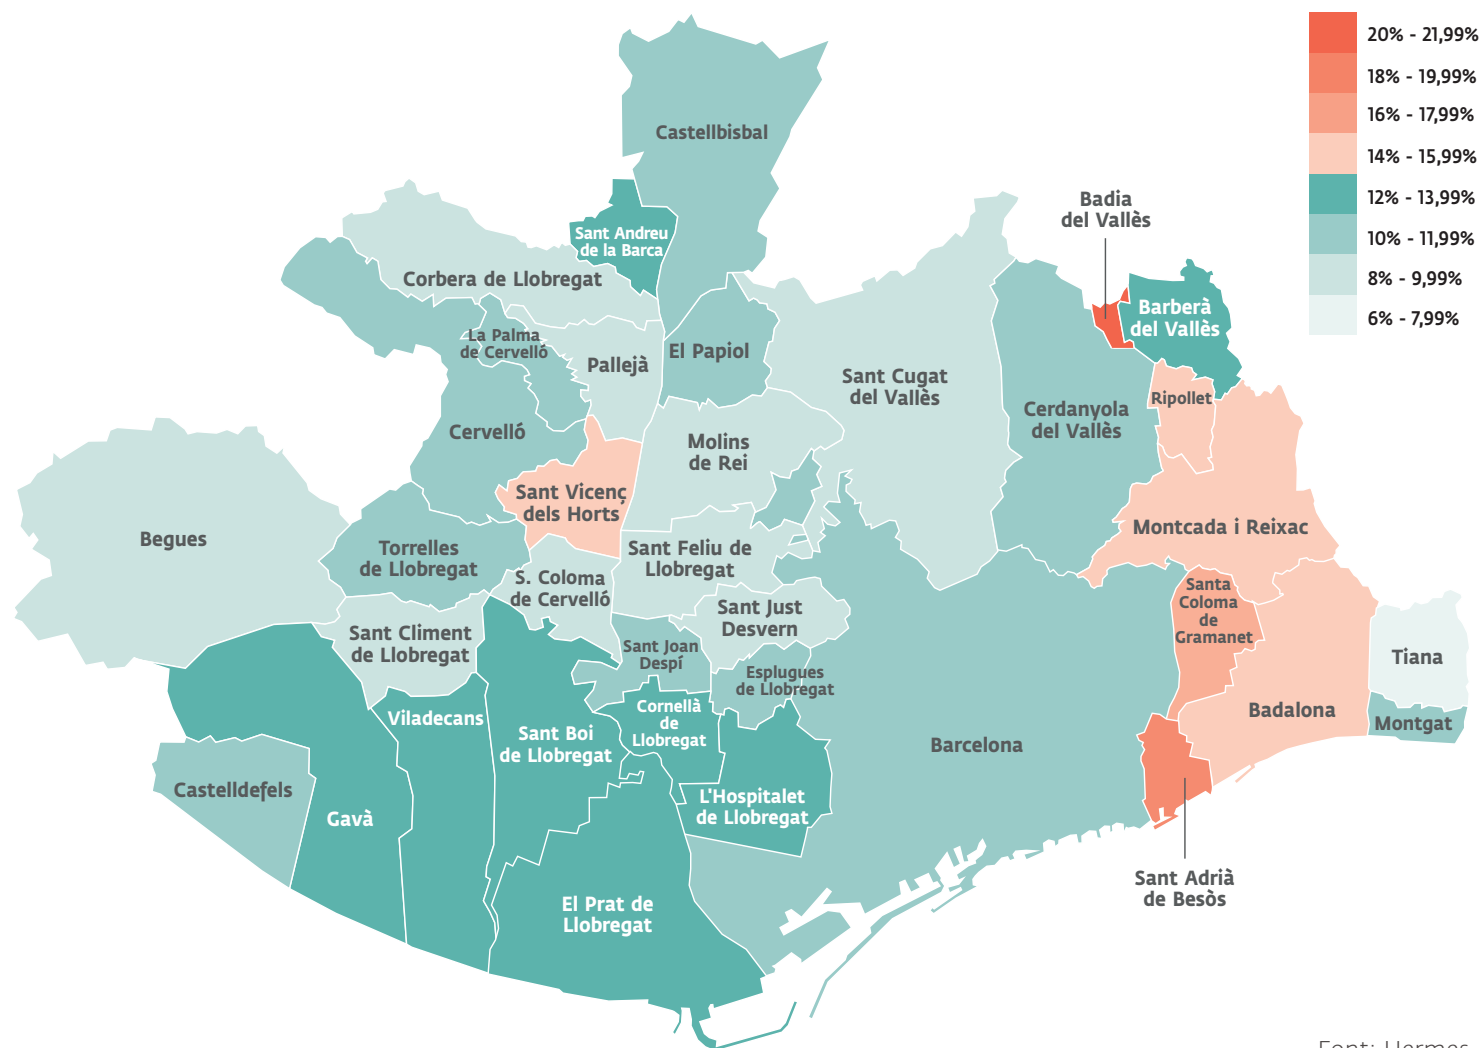 20% - 21,99%
18% - 19,99%
16% - 17,99%
14% - 15,99%
12% - 13,99%
10% - 11,99%
8% - 9,99%
6% - 7,99%
Castellbisbal
Badia
del Vallès
Sant Andreu
de la Barca
Corbera de Llobregat
Barberà
del Vallès
La Palma
de Cervelló
Pallejà
El Papiol
Sant Cugat
del Vallès
Cerdanyola
del Vallès
Ripollet
Cervelló
Molins
de Rei
Sant Vicenç
dels Horts
Begues
Torrelles
de Llobregat
Sant Feliu de
Llobregat
Montcada i Reixac
S. Coloma
de Cervelló
Santa
Coloma
de
Gramanet
Sant Just
Desvern
Sant Climent
de Llobregat
Sant Joan
Despí
Esplugues
de Llobregat
Tiana
Viladecans
Cornellà
de
Llobregat
Badalona
Montgat
Sant Boi
de Llobregat
Barcelona
Castelldefels
Gavà
L'Hospitalet
de Llobregat
Sant Adrià
de Besòs
El Prat de
Llobregat
Font: Hermes